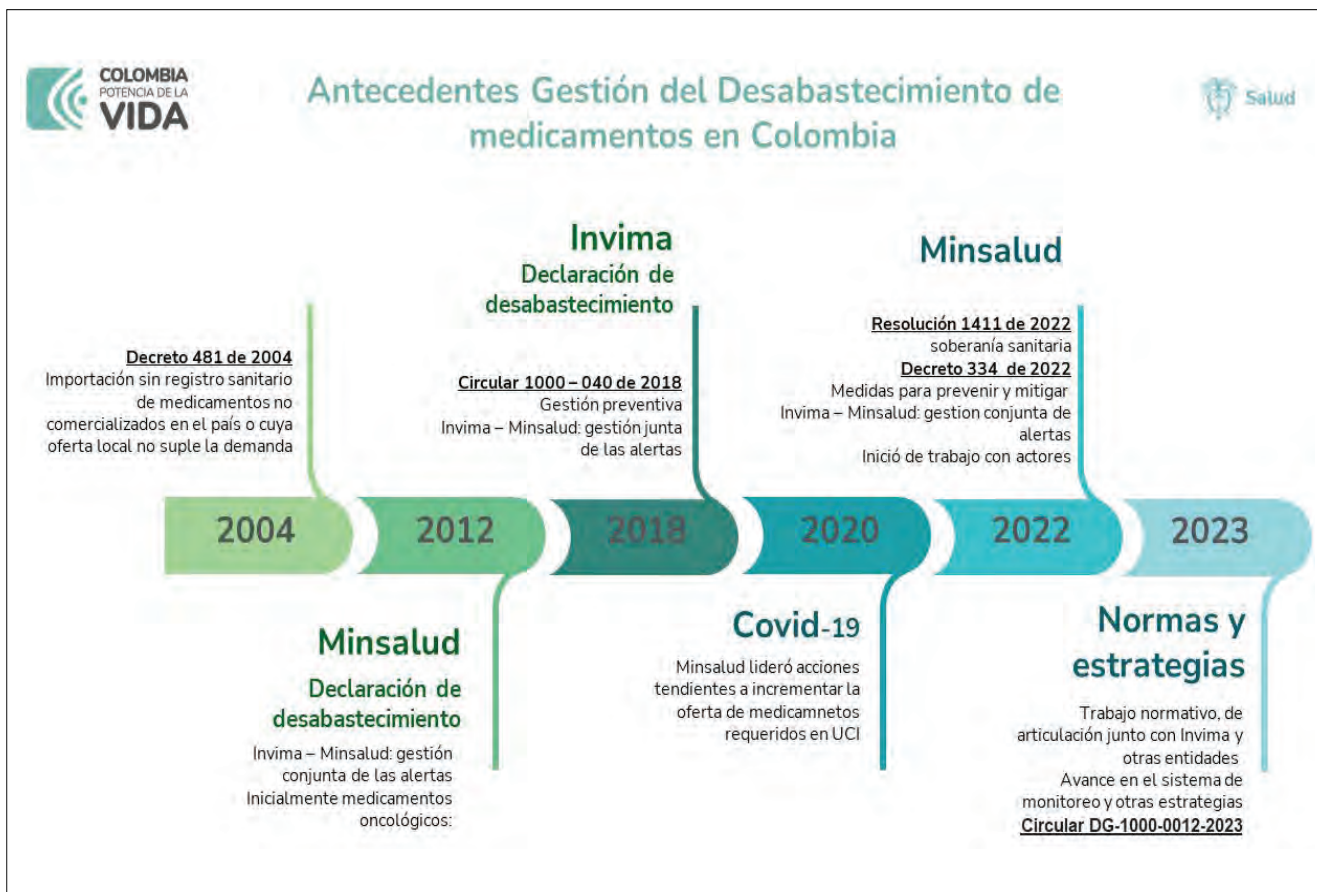 COLOMBIA
POTENCIA DE LA
VIDA
Antecedentes Gestión del Desabastecimiento de
medicamentos en Colombia
Salud
Decreto 481 de 2004
Importación sin registro sanitario
de medicamentos no
comercializados en el país o cuya
oferta local no suple la demanda
Invima
Declaración de
desabastecimiento
Circular 1000 – 040 de 2018
Gestión preventiva
Invima – Minsalud: gestión junta
de las alertas
Minsalud
Resolución 1411 de 2022
soberanía sanitaria
Decreto 334 de 2022
Medidas para prevenir y mitigar
Invima – Minsalud: gestion conjunta de
alertas
Inició de trabajo con actores
2004
2012
2018
2020
2022
2023
Minsalud
Declaración de
desabastecimiento
Invima – Minsalud: gestión
conjunta de las alertas
Inicialmente medicamentos
oncológicos:
Covid-19
Minsalud lideró acciones
tendientes a incrementar la
oferta de medicamnetos
requeridos en UCI
Normas y
estrategias
Trabajo normativo, de
articulación junto con Invima y
otras entidades
Avance en el sistema de
monitoreo y otras estrategias
Circular DG-1000-0012-2023